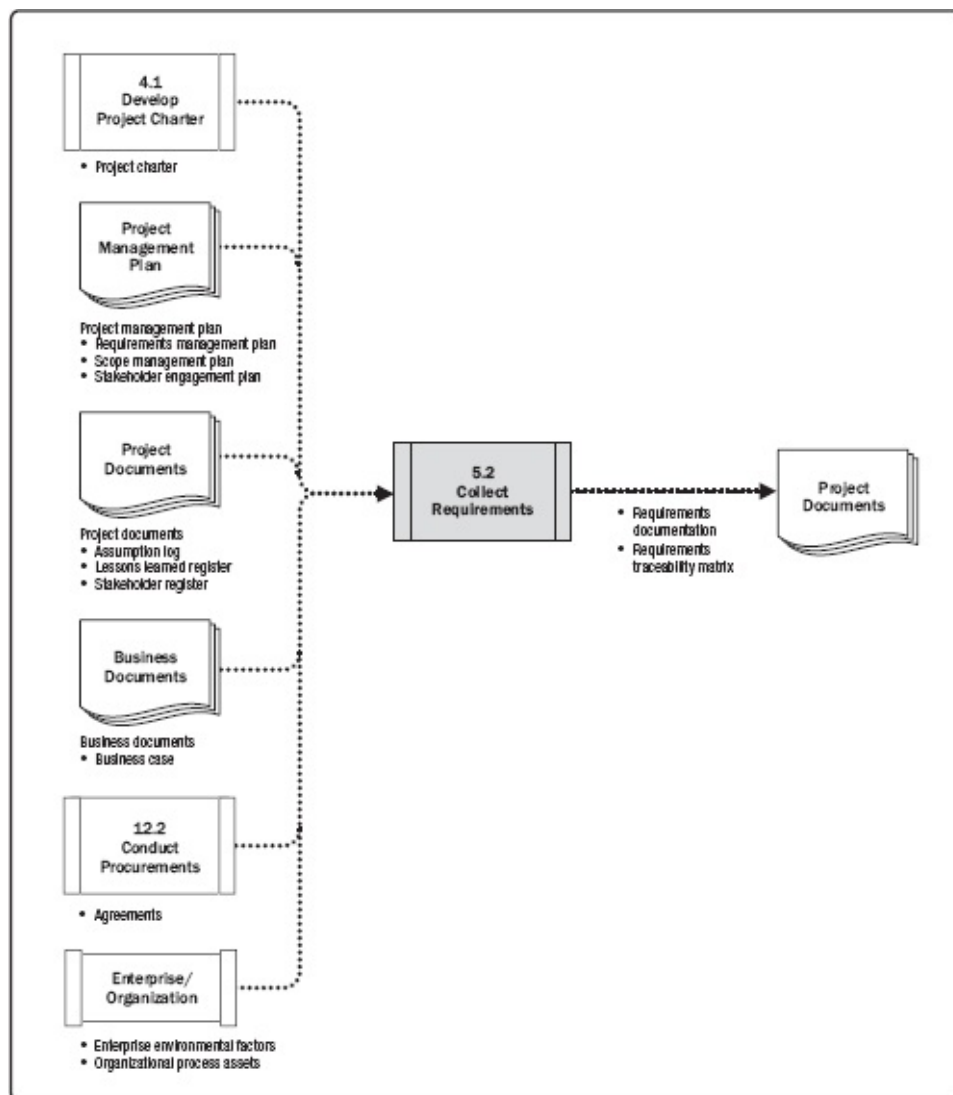 4.1
Develop
Project Charter
• Project charter
Project
Management
Plan
Project management plan
• Requirements management plan
• Scope management plan
• Stakeholder engagement plan
Project
Documents
Project documents
• Assumption log
• Lessons learned register
• Stakeholder register
Business
Documents
Business documents
• Business case
12.2
Conduct
Procurements
• Agreements
Enterprise/
Organization
• Enterprise environmental factors
• Organizational process assets
5.2
Collect
Requirements
• Requirements
documentation
• Requirements
traceability matrix
Project
Documents